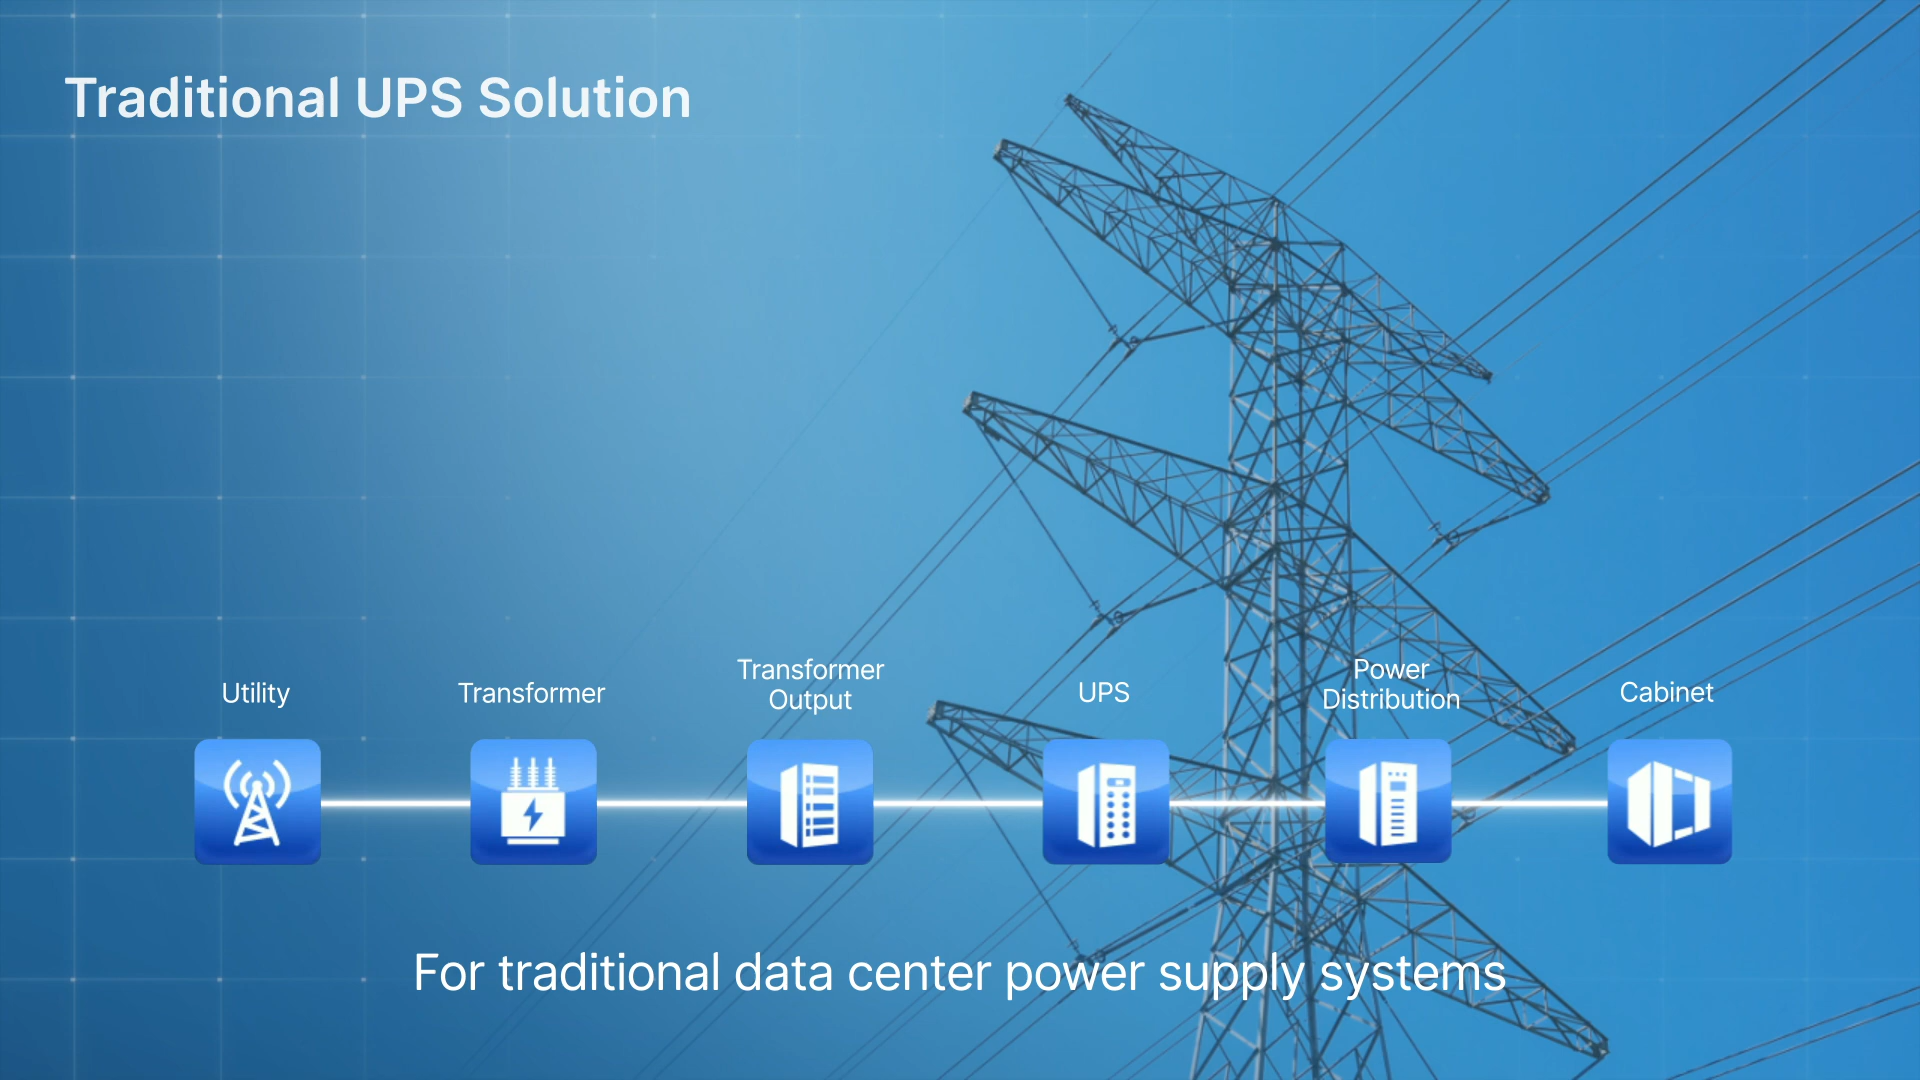 Traditional UPS Solution
Utility
Transformer
Transformer
Output
UPS
Power
Distribution
Cabinet
For traditional data center power supply systems